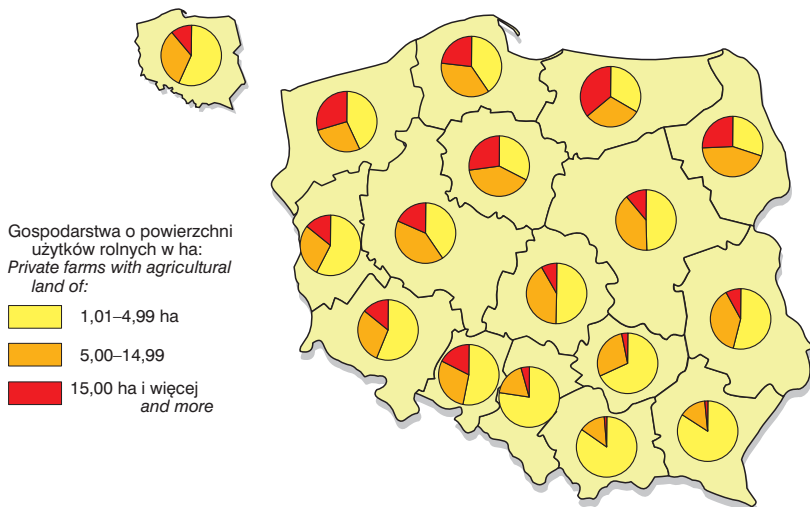 Gospodarstwa o powierzchni
użytków rolnych w ha:
Private farms with agricultural
land of:
1,01–4,99 ha
5,00–14,99
15,00 ha i więcej
and more